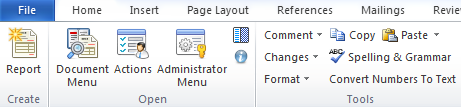 File Home Insert Page Layout References Mailings Review
Comment Copy Paste
Changes Spelling & Grammar
Format Convert Numbers To Text
Report Document Menu Actions Administrator Menu
Create Open Tools